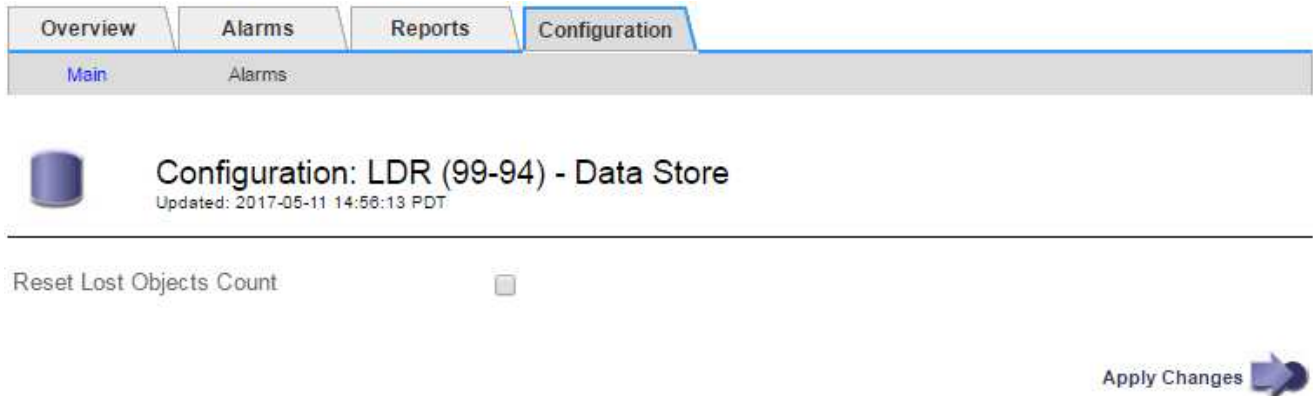 Overview Alarms Reports Configuration
Main Alarms
Configuration: LDR (99-94) - Data Store
Updated: 2017-05-11 14:56:13 PDT
Reset Lost Objects Count
Apply Changes